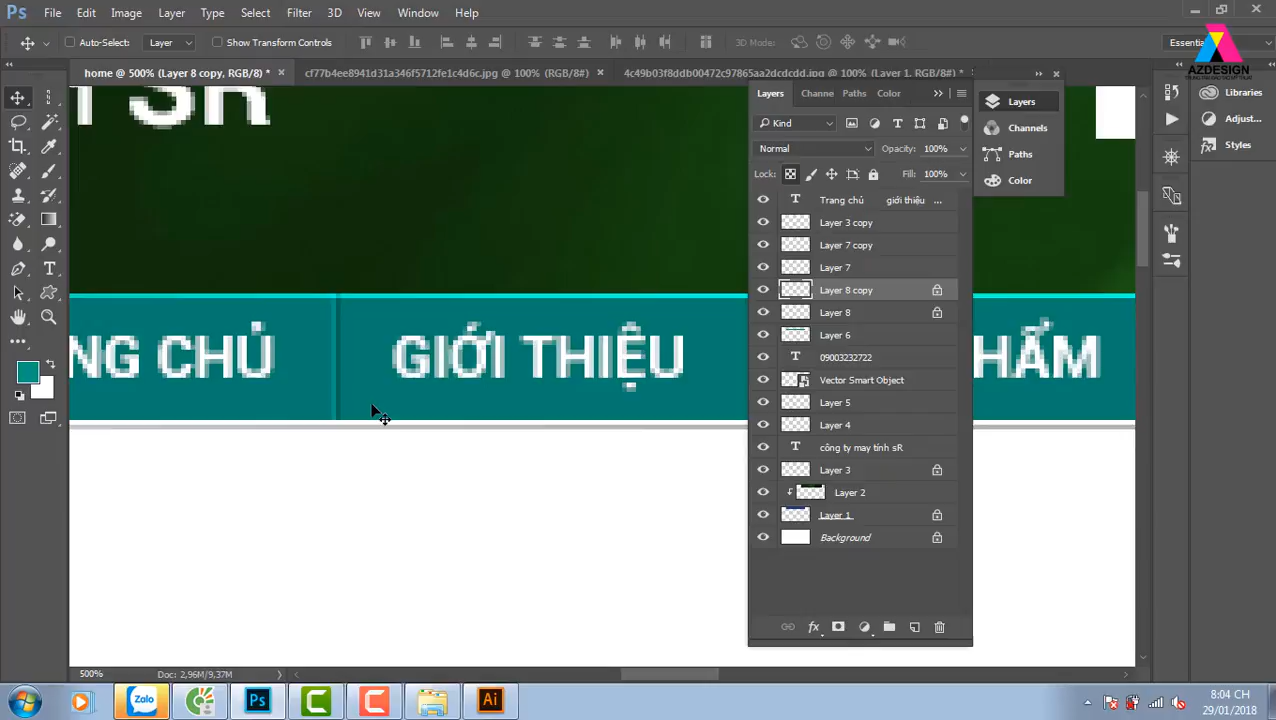 Ps File Edit Image Layer Type Select Filter 3D View Window Help
Auto-Select: Layer Show Transform Controls 3D Mode: Essenti
AZDESIGN
home @ 500% (Layer 8 copy, RGB/8) * × cf77b4ee8941d31a346f5712fe1c4d6c.jpg @ 100% (RGB/8#) × 4c49b03f8ddb00472c97865aa2dcdcdd.jpg @ 100% (Layer 1, RGB/8#) *
T SR
Layers Channe Paths Color
Kind
Normal Opacity: 100%
Lock: Fill: 100%
Trang chủ giới thiệu ...
Layer 3 copy
Layer 7 copy
Layer 7
Layer 8 copy
Layer 8
Layer 6
09003232722
Vector Smart Object
Layer 5
Layer 4
công ty may tính sR
Layer 3
Layer 2
Layer 1
Background
fx
Layers
Channels
Paths
Color
Libraries
Adjust...
Styles
NG CHỦ GIỚI THIỆU HẨM
500% Doc: 2,96M/9,37M
Zalo Ps Ai
8:04 CH
29/01/2018